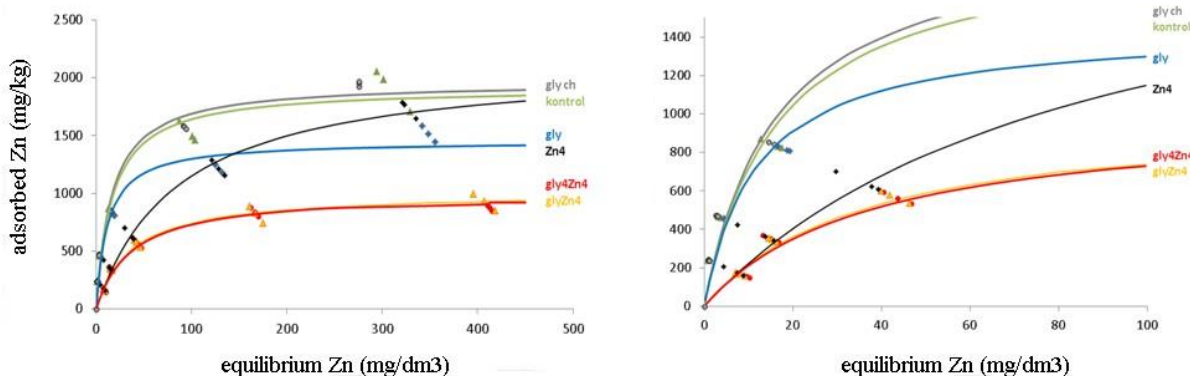 2 500
2000
1500
1000
500
0
0
100
200
300
400
500
adsorbed Zn (mg/kg)
equilibrium Zn (mg/dm3)
gly ch
kontrol
gly
Zn4
gly4Zn4
glyZn4
1400
1200
1000
800
600
400
200
0
0
20
40
60
80
100
equilibrium Zn (mg/dm3)
gly ch
kontrol
gly
Zn4
gly4Zn4
glyZn4